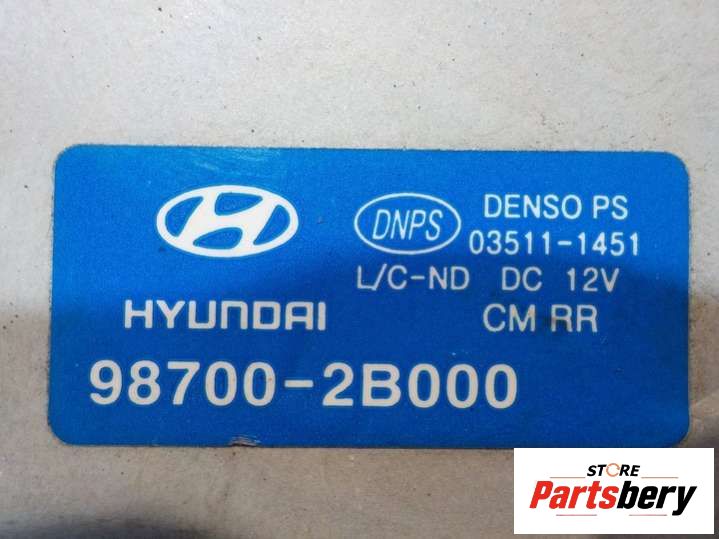 DNPS DENSO PS
03511-1451
L/C-ND DC 12V
HYUNDAI CM RR
98700-2B000
STORE
Partsbery